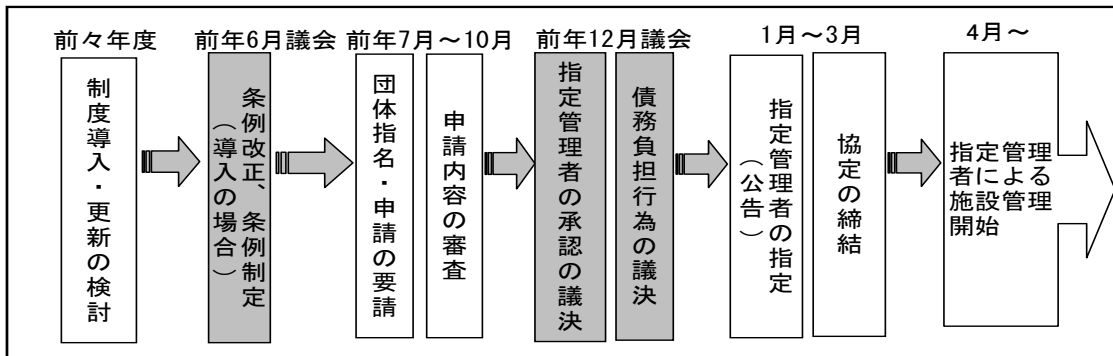 前々年度
制度導入・更新の検討
前年6月議会
条例改正、条例制定
（導入の場合）
前年7月～10月
団体指名・申請の要請
申請内容の審査
前年12月議会
指定管理者の承認の議決
債務負担行為の議決
1月～3月
指定管理者の指定
（公告）
協定の締結
4月～
指定管理
者による
施設管理
開始